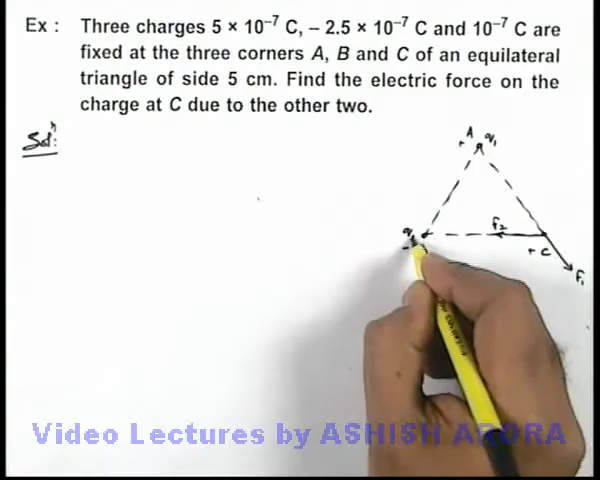 Ex : Three charges 5 × 10⁻⁷ C, – 2.5 × 10⁻⁷ C and 10⁻⁷ C are
fixed at the three corners A, B and C of an equilateral
triangle of side 5 cm. Find the electric force on the
charge at C due to the other two.
Solⁿ:
+ A q₁
F₂
+ C
F₁
Video Lectures by ASHISH ARORA